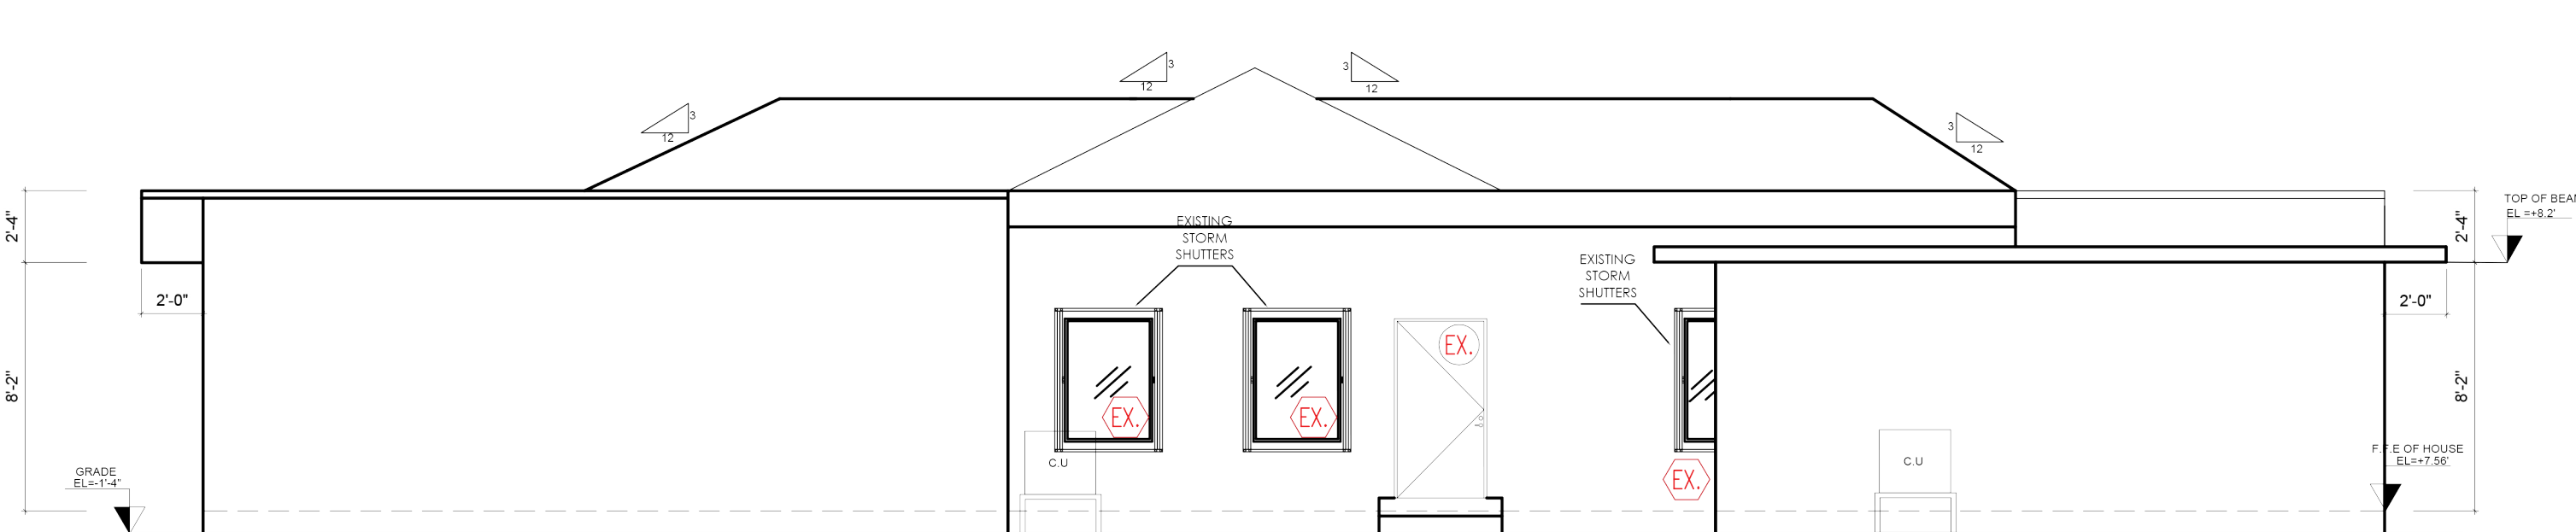 3
12
3
12
3
12
3
12
2'-4"
8'-2"
2'-0"
GRADE
EL=-1'-4"
EXISTING
STORM
SHUTTERS
EXISTING
STORM
SHUTTERS
EX.
EX.
EX.
EX.
C.U
C.U
2'-4"
8'-2"
2'-0"
TOP OF BEA
EL =+8.2'
F.F.E OF HOUSE
EL=+7.56'